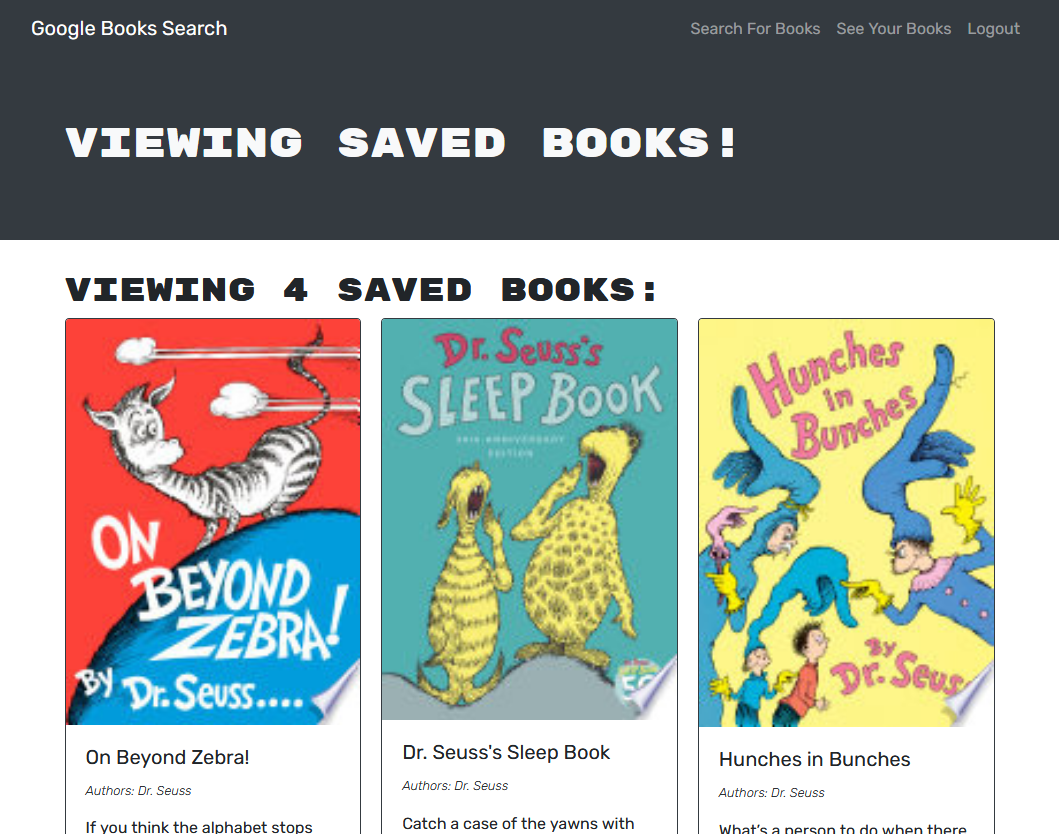 Google Books Search
Search For Books
See Your Books
Logout
VIEWING SAVED BOOKS!
VIEWING 4 SAVED BOOKS:
ON
BEYOND
ZEBRA!
By Dr. Seuss....
On Beyond Zebra!
Authors: Dr. Seuss
If you think the alphabet stops
Dr. Seuss's
SLEEP BOOK
50TH ANNIVERSARY
EDITION
Dr. Seuss's Sleep Book
Authors: Dr. Seuss
Catch a case of the yawns with
Hunches
in
Bunches
By
Dr. Seuss
Hunches in Bunches
Authors: Dr. Seuss
What's a person to do when there